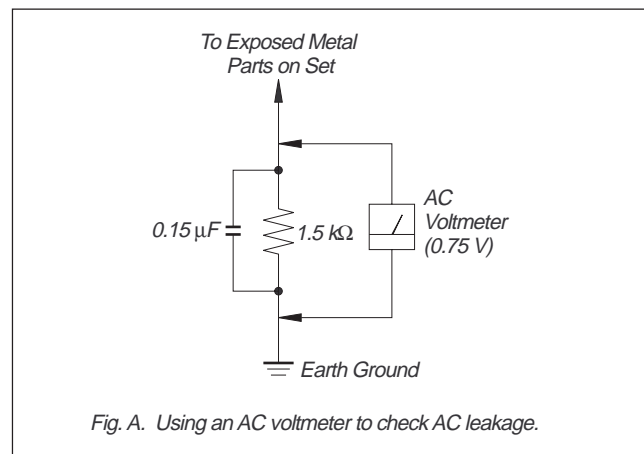 To Exposed Metal
Parts on Set
0.15 μF
1.5 kΩ
AC
Voltmeter
(0.75 V)
Earth Ground
Fig. A. Using an AC voltmeter to check AC leakage.